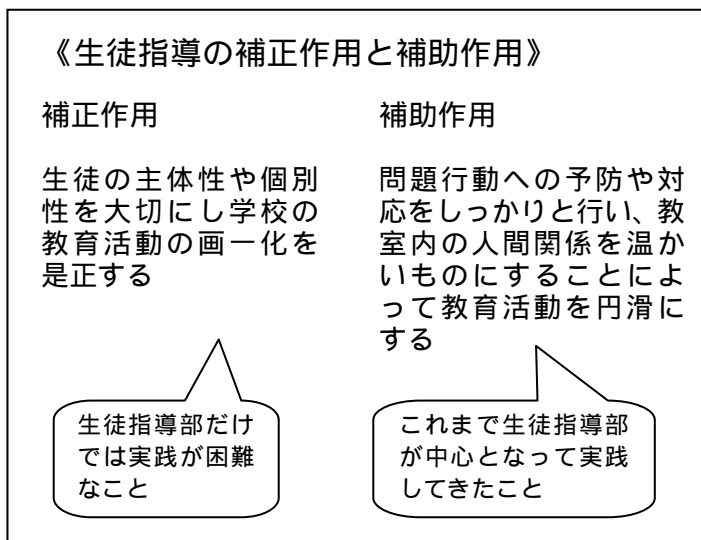 《生徒指導の補正作用と補助作用》
補正作用
生徒の主体性や個別
性を大切にし学校の
教育活動の画一化を
是正する
補助作用
問題行動への予防や対
応をしっかりと行い、教
室内の人間関係を温か
いものにすることによ
って教育活動を円滑に
する
生徒指導部だけ
では実践が困難
なこと
これまで生徒指導部
が中心となって実践
してきたこと